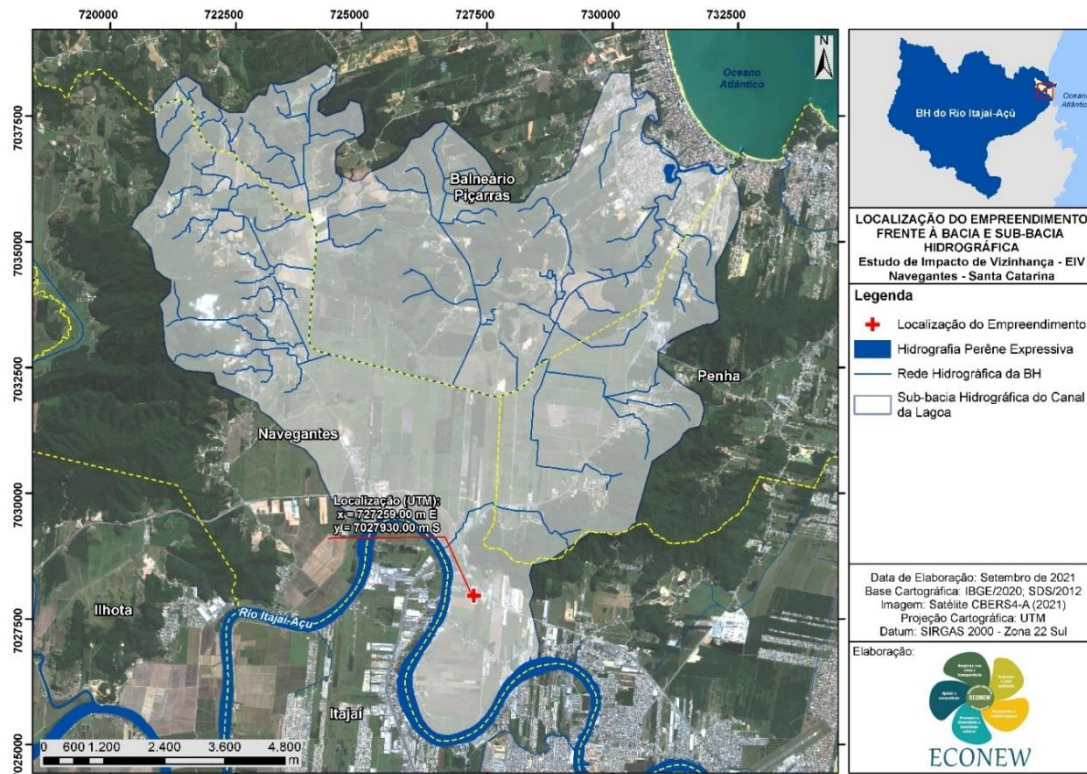 720000
722500
725000
727500
730000
732500
7037500
7035000
7032500
7030000
7027500
7025000
N
Oceano
Atlântico
Balneário
Piçarras
Penha
Navegantes
Localização (UTM):
x = 727259.00 m E
y = 7027930.00 m S
Ilhota
Rio Itajaí-Açu
Itajaí
0 600 1.200 2.400 3.600 4.800
m
BH do Rio Itajaí-Açú
Oceano
Atlântico
LOCALIZAÇÃO DO EMPREENDIMENTO
FRENTE À BACIA E SUB-BACIA
HIDROGRÁFICA
Estudo de Impacto de Vizinhança - EIV
Navegantes - Santa Catarina
Legenda
Localização do Empreendimento
Hidrografia Perêne Expressiva
Rede Hidrográfica da BH
Sub-bacia Hidrográfica do Canal
da Lagoa
Data de Elaboração: Setembro de 2021
Base Cartográfica: IBGE/2020; SDS/2012
Imagem: Satélite CBERS4-A (2021)
Projeção Cartográfica: UTM
Datum: SIRGAS 2000 - Zona 22 Sul
Elaboração:
ECONEW
ECONEW